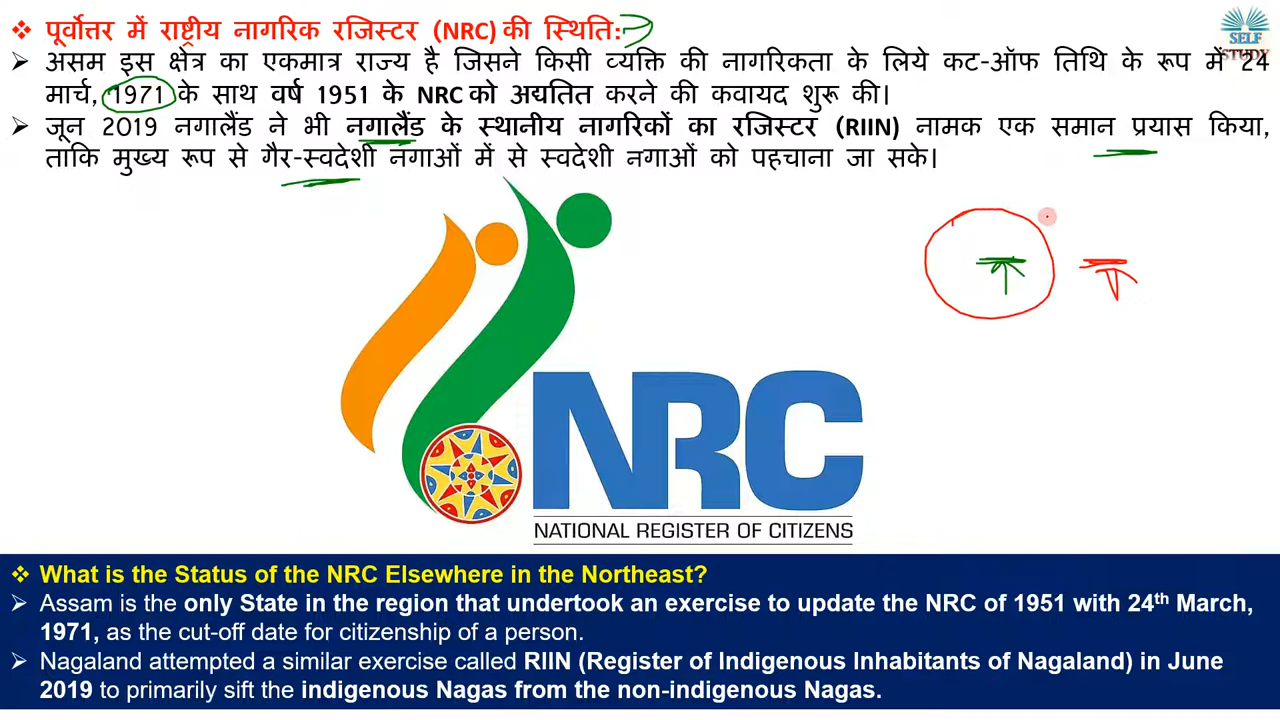 ❖ पूर्वोत्तर में राष्ट्रीय नागरिक रजिस्टर (NRC) की स्थिति:
➤ असम इस क्षेत्र का एकमात्र राज्य है जिसने किसी व्यक्ति की नागरिकता के लिये कट-ऑफ तिथि के रूप में 24
मार्च, 1971 के साथ वर्ष 1951 के NRC को अद्यतित करने की कवायद शुरू की।
➤ जून 2019 नगालैंड ने भी नगालैंड के स्थानीय नागरिकों का रजिस्टर (RIIN) नामक एक समान प्रयास किया,
ताकि मुख्य रूप से गैर-स्वदेशी नगाओं में से स्वदेशी नगाओं को पहचाना जा सके।
SELF
STUDY
NRC
NATIONAL REGISTER OF CITIZENS
❖ What is the Status of the NRC Elsewhere in the Northeast?
➤ Assam is the only State in the region that undertook an exercise to update the NRC of 1951 with 24th March,
1971, as the cut-off date for citizenship of a person.
➤ Nagaland attempted a similar exercise called RIIN (Register of Indigenous Inhabitants of Nagaland) in June
2019 to primarily sift the indigenous Nagas from the non-indigenous Nagas.